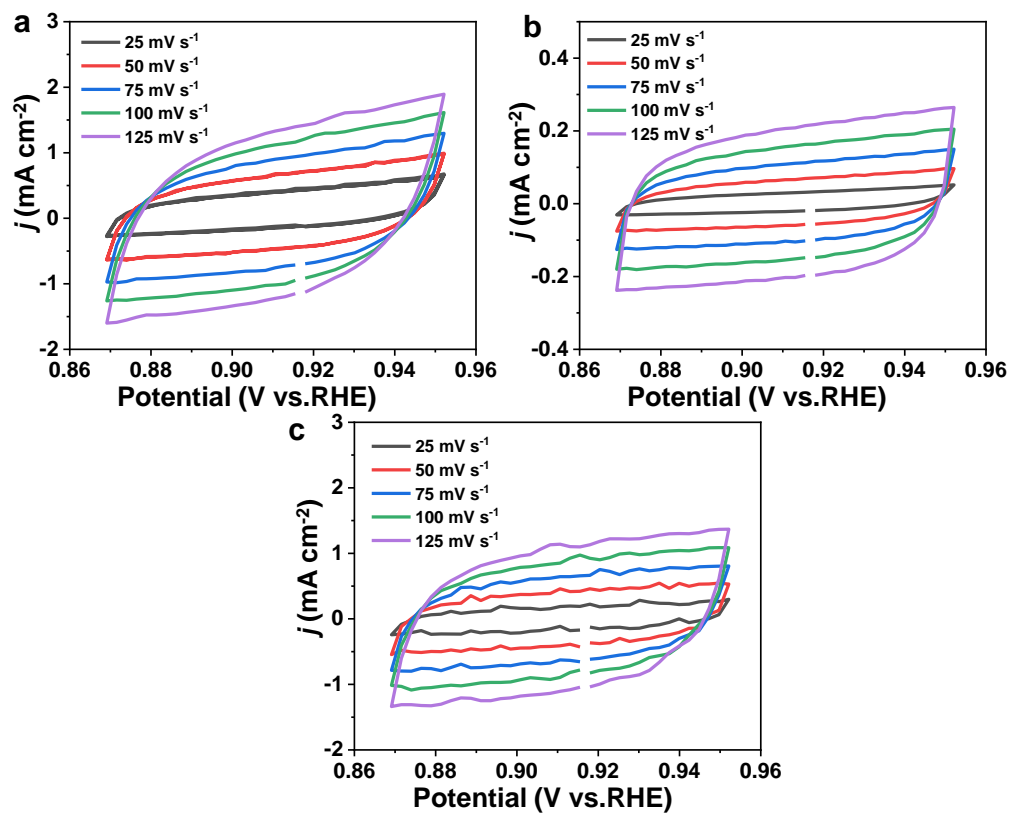 a
3
2
1
0
-1
-2
j (mA cm⁻²)
25 mV s⁻¹
50 mV s⁻¹
75 mV s⁻¹
100 mV s⁻¹
125 mV s⁻¹
0.86 0.88 0.90 0.92 0.94 0.96
Potential (V vs.RHE)
b
0.4
0.2
0.0
-0.2
-0.4
j (mA cm⁻²)
25 mV s⁻¹
50 mV s⁻¹
75 mV s⁻¹
100 mV s⁻¹
125 mV s⁻¹
0.86 0.88 0.90 0.92 0.94 0.96
Potential (V vs.RHE)
c
3
2
1
0
-1
-2
j (mA cm⁻²)
25 mV s⁻¹
50 mV s⁻¹
75 mV s⁻¹
100 mV s⁻¹
125 mV s⁻¹
0.86 0.88 0.90 0.92 0.94 0.96
Potential (V vs.RHE)